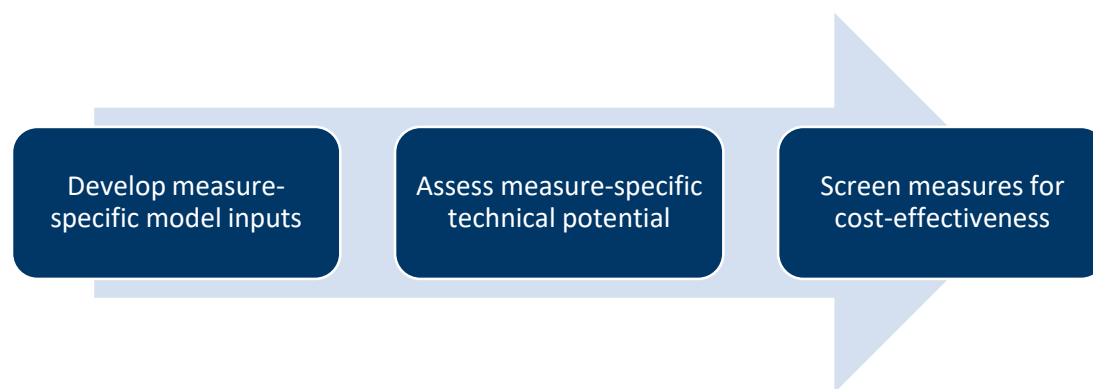 Develop measure-
specific model inputs
Assess measure-specific
technical potential
Screen measures for
cost-effectiveness